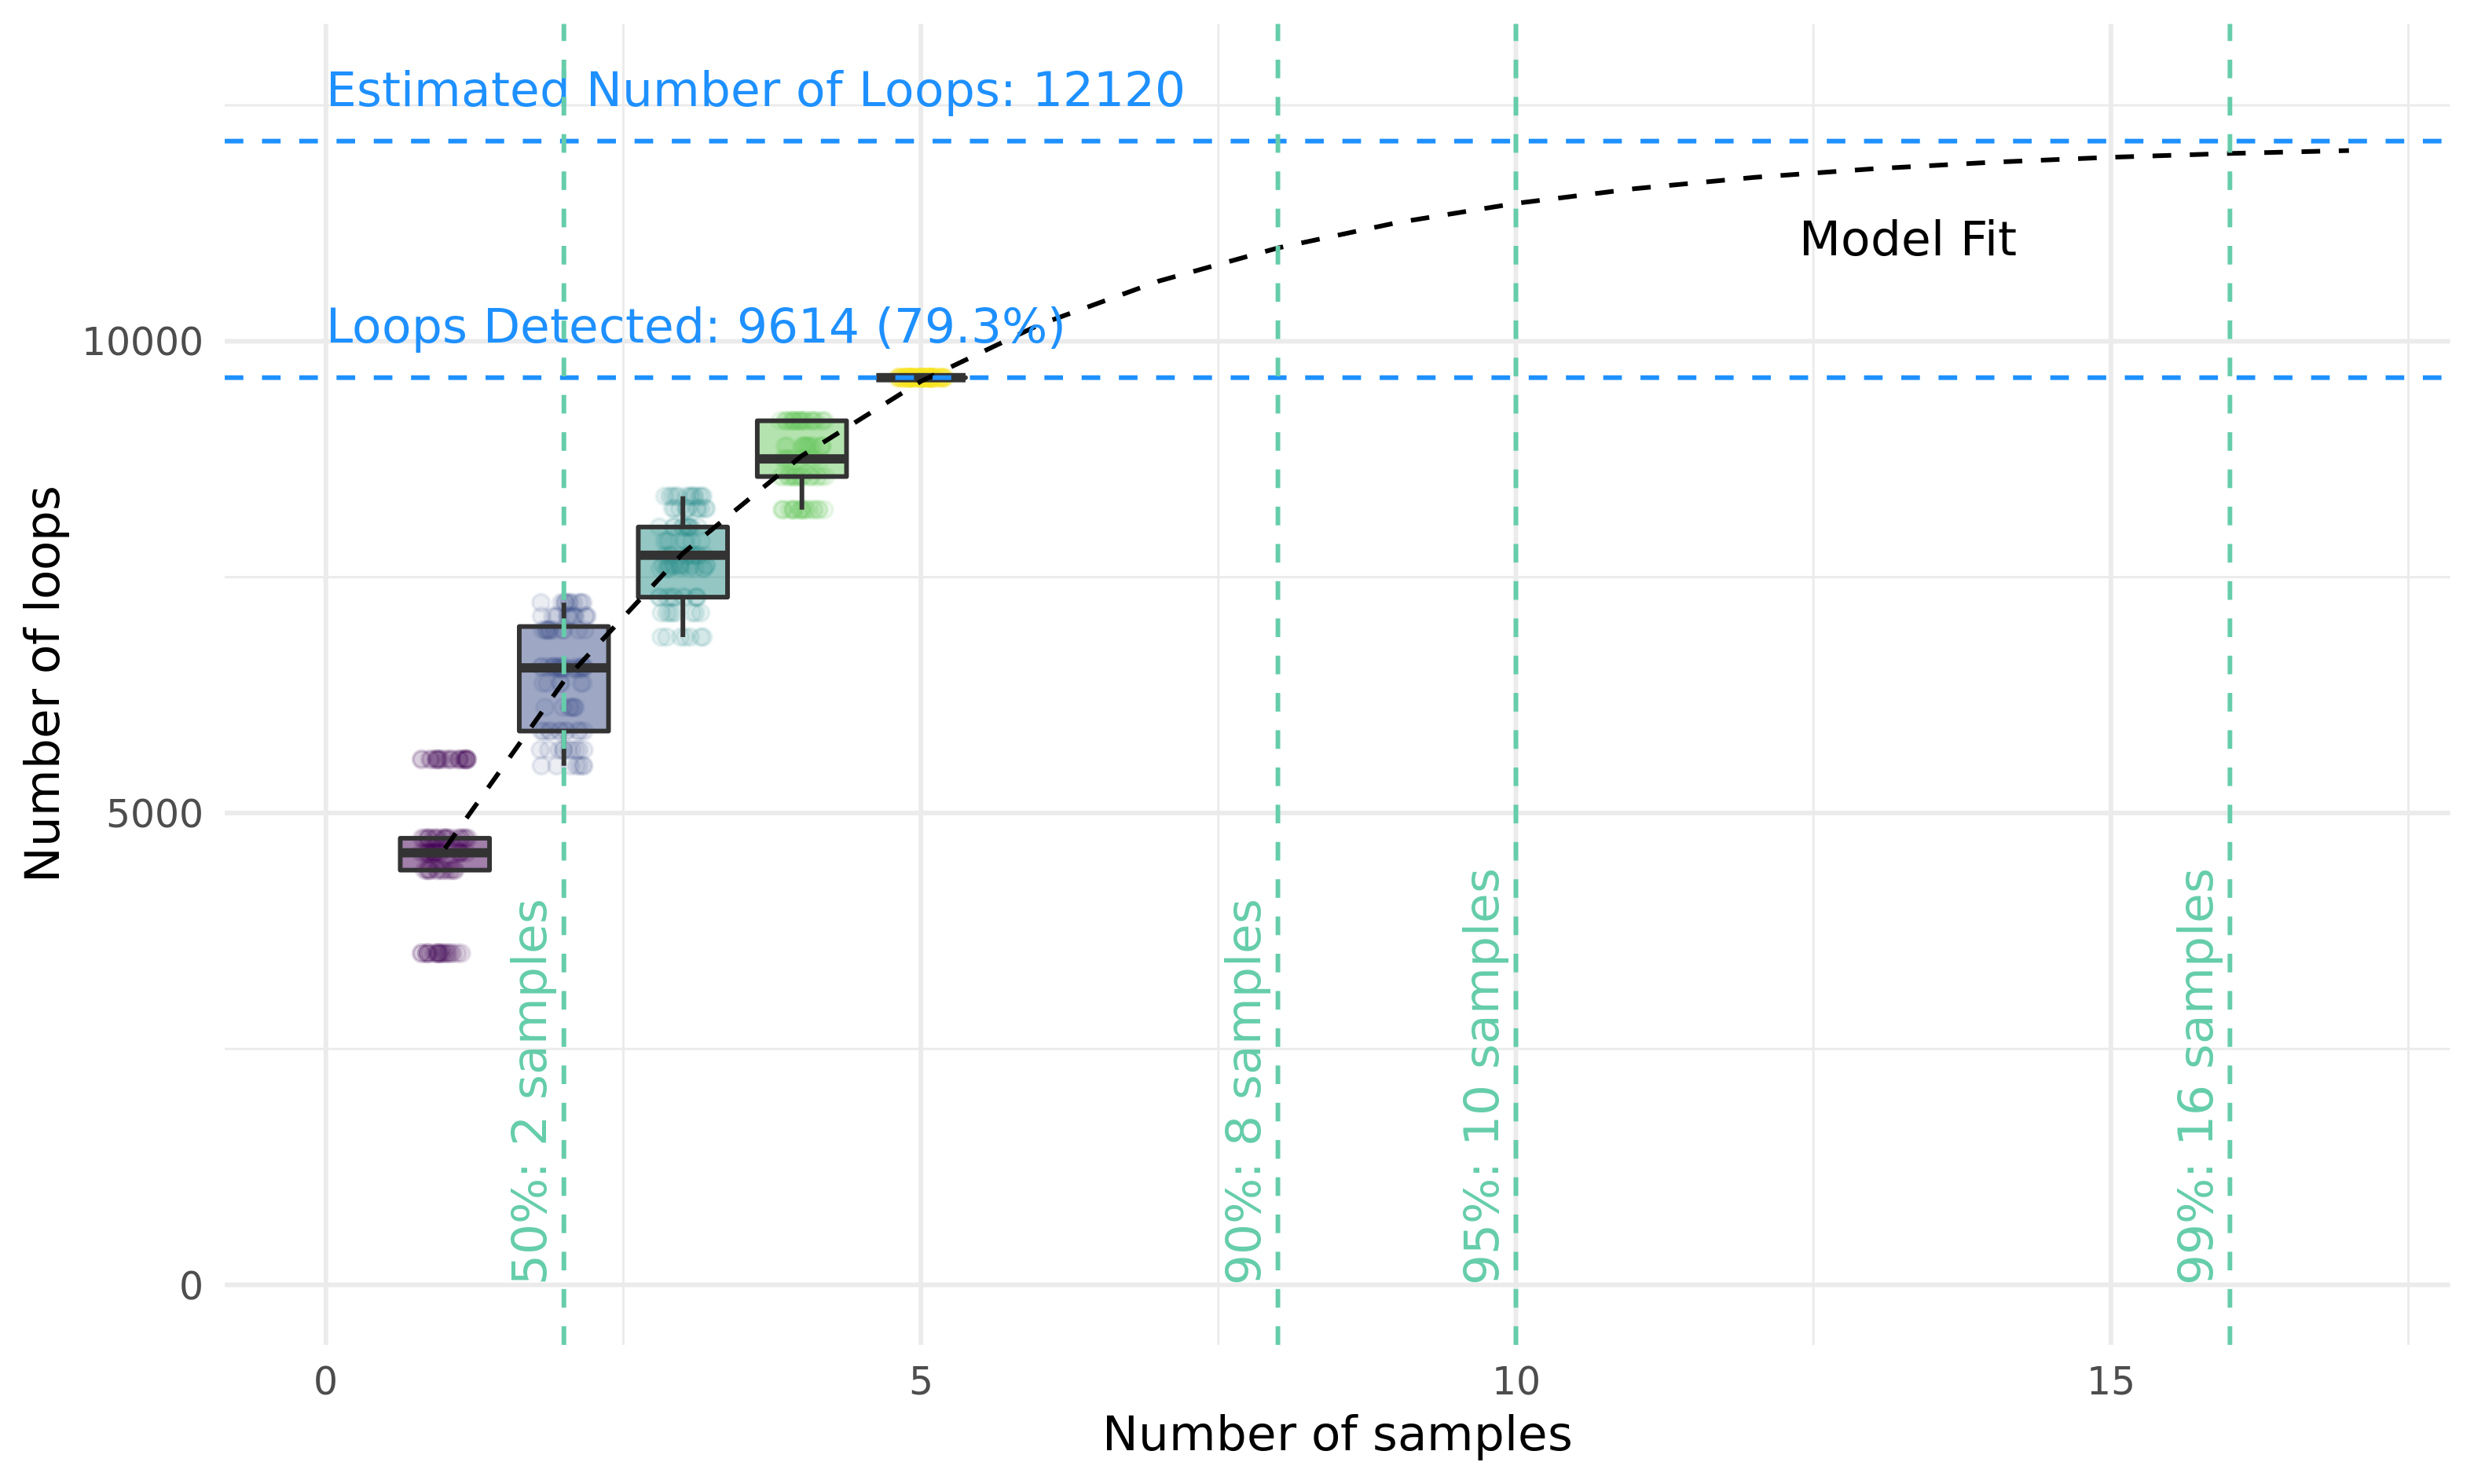 Estimated Number of Loops: 12120
Model Fit
Loops Detected: 9614 (79.3%)
10000
5000
0
Number of loops
50%: 2 samples
90%: 8 samples
95%: 10 samples
99%: 16 samples
0
5
10
15
Number of samples